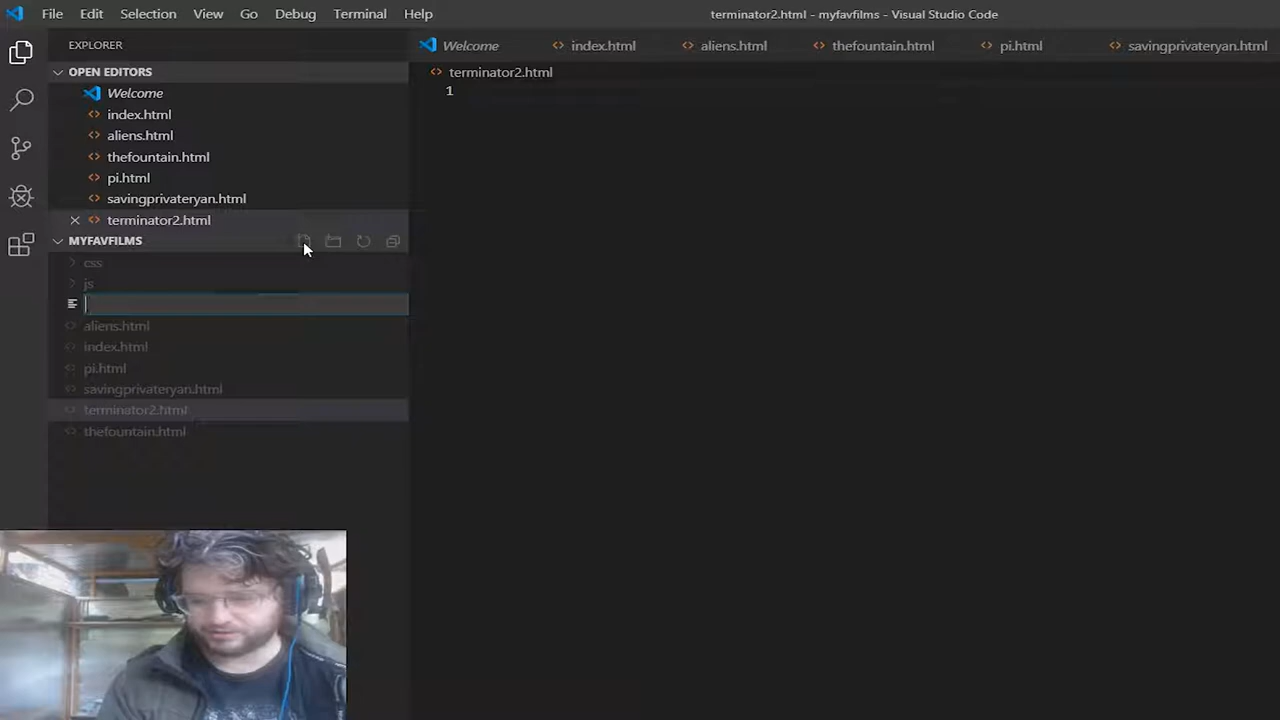 File Edit Selection View Go Debug Terminal Help terminator2.html - myfavfilms - Visual Studio Code
EXPLORER
Welcome index.html aliens.html thefountain.html pi.html savingprivateryan.html
OPEN EDITORS
terminator2.html
1
Welcome
index.html
aliens.html
thefountain.html
pi.html
savingprivateryan.html
terminator2.html
MYFAVFILMS
css
js
aliens.html
index.html
pi.html
savingprivateryan.html
terminator2.html
thefountain.html